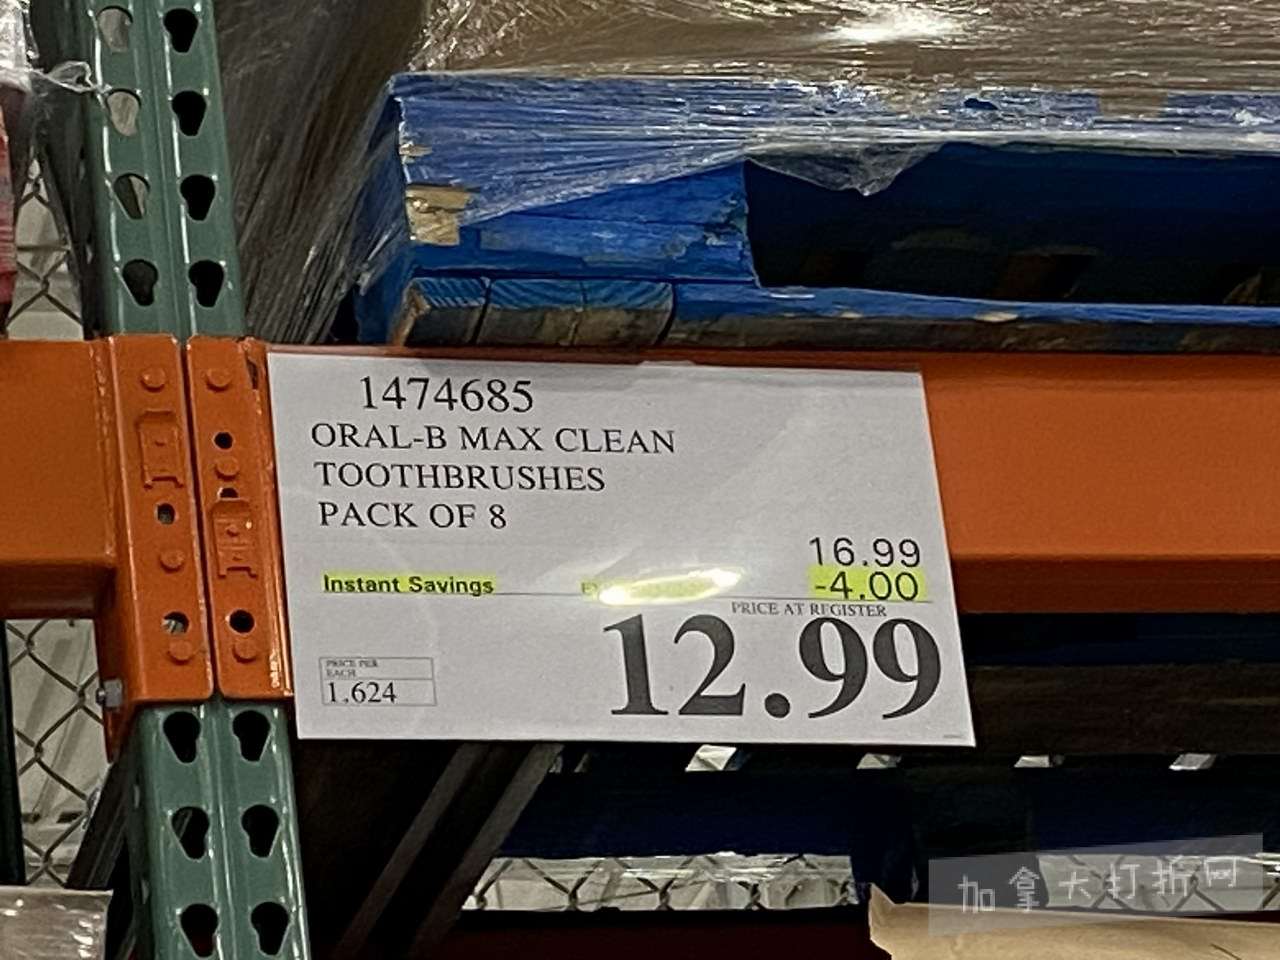 1474685
ORAL-B MAX CLEAN
TOOTHBRUSHES
PACK OF 8
16.99
Instant Savings
-4.00
PRICE AT REGISTER
12.99
PRICE PER
EACH
1.624
加拿大打折网